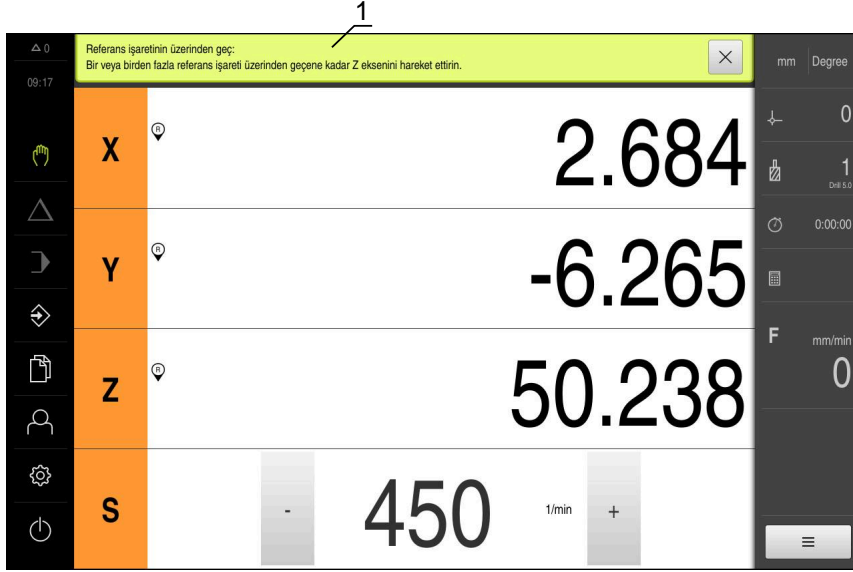 1
△ 0
Referans işaretinin üzerinden geç:
Bir veya birden fazla referans işareti üzerinden geçene kadar Z eksenini hareket ettirin.
mm Degree
09:17
X R 2.684
0
1
Drill 5.0
Y R -6.265
0:00:00
Z R 50.238
F mm/min
0
S - 450 1/min +